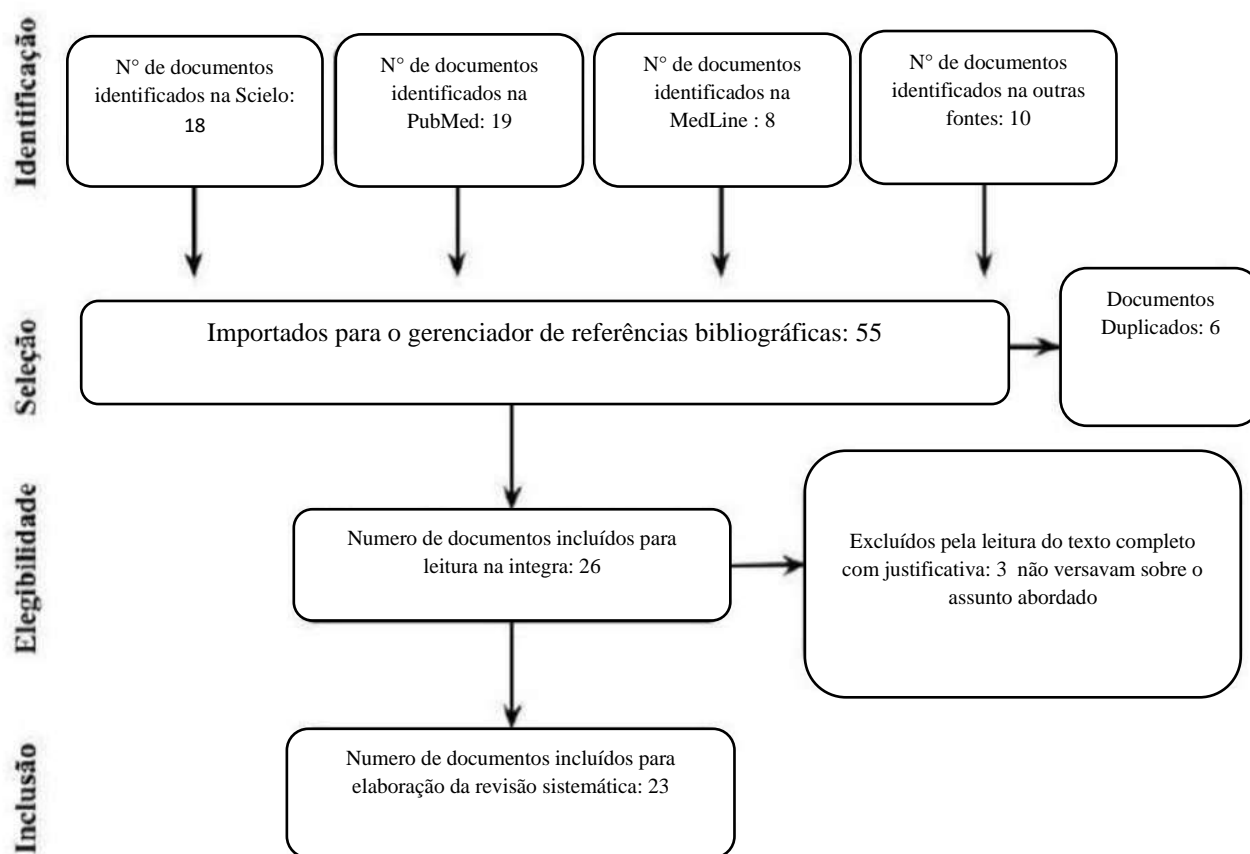 Identificação
N° de documentos
identificados na Scielo:
18
N° de documentos
identificados na
PubMed: 19
N° de documentos
identificados na
MedLine : 8
N° de documentos
identificados na outras
fontes: 10
Seleção
Importados para o gerenciador de referências bibliográficas: 55
Documentos
Duplicados: 6
Elegibilidade
Numero de documentos incluídos para
leitura na integra: 26
Excluídos pela leitura do texto completo
com justificativa: 3 não versavam sobre o
assunto abordado
Inclusão
Numero de documentos incluídos para
elaboração da revisão sistemática: 23